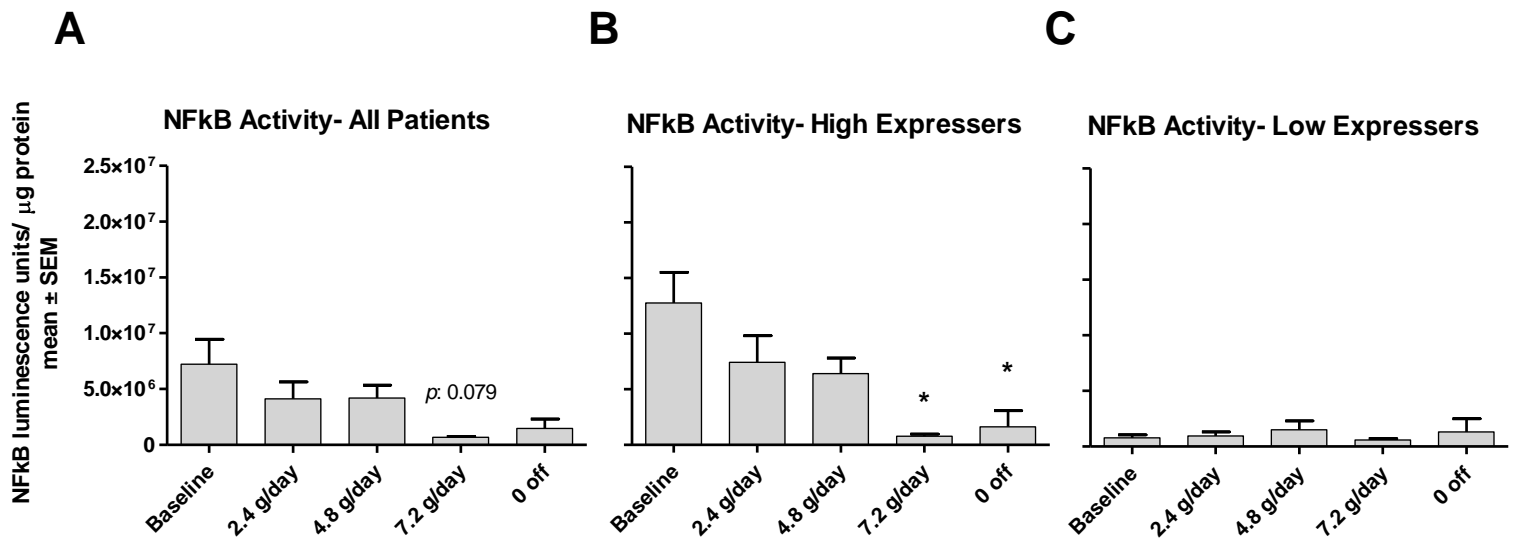 A
B
C
NFkB Activity- All Patients
NFkB Activity- High Expressers
NFkB Activity- Low Expressers
NFkB luminescence units/ μg protein
mean ± SEM
2.5×10⁷
2.0×10⁷
1.5×10⁷
1.0×10⁷
5.0×10⁶
0
p: 0.079
*
*
Baseline
2.4 g/day
4.8 g/day
7.2 g/day
0 off
Baseline
2.4 g/day
4.8 g/day
7.2 g/day
0 off
Baseline
2.4 g/day
4.8 g/day
7.2 g/day
0 off